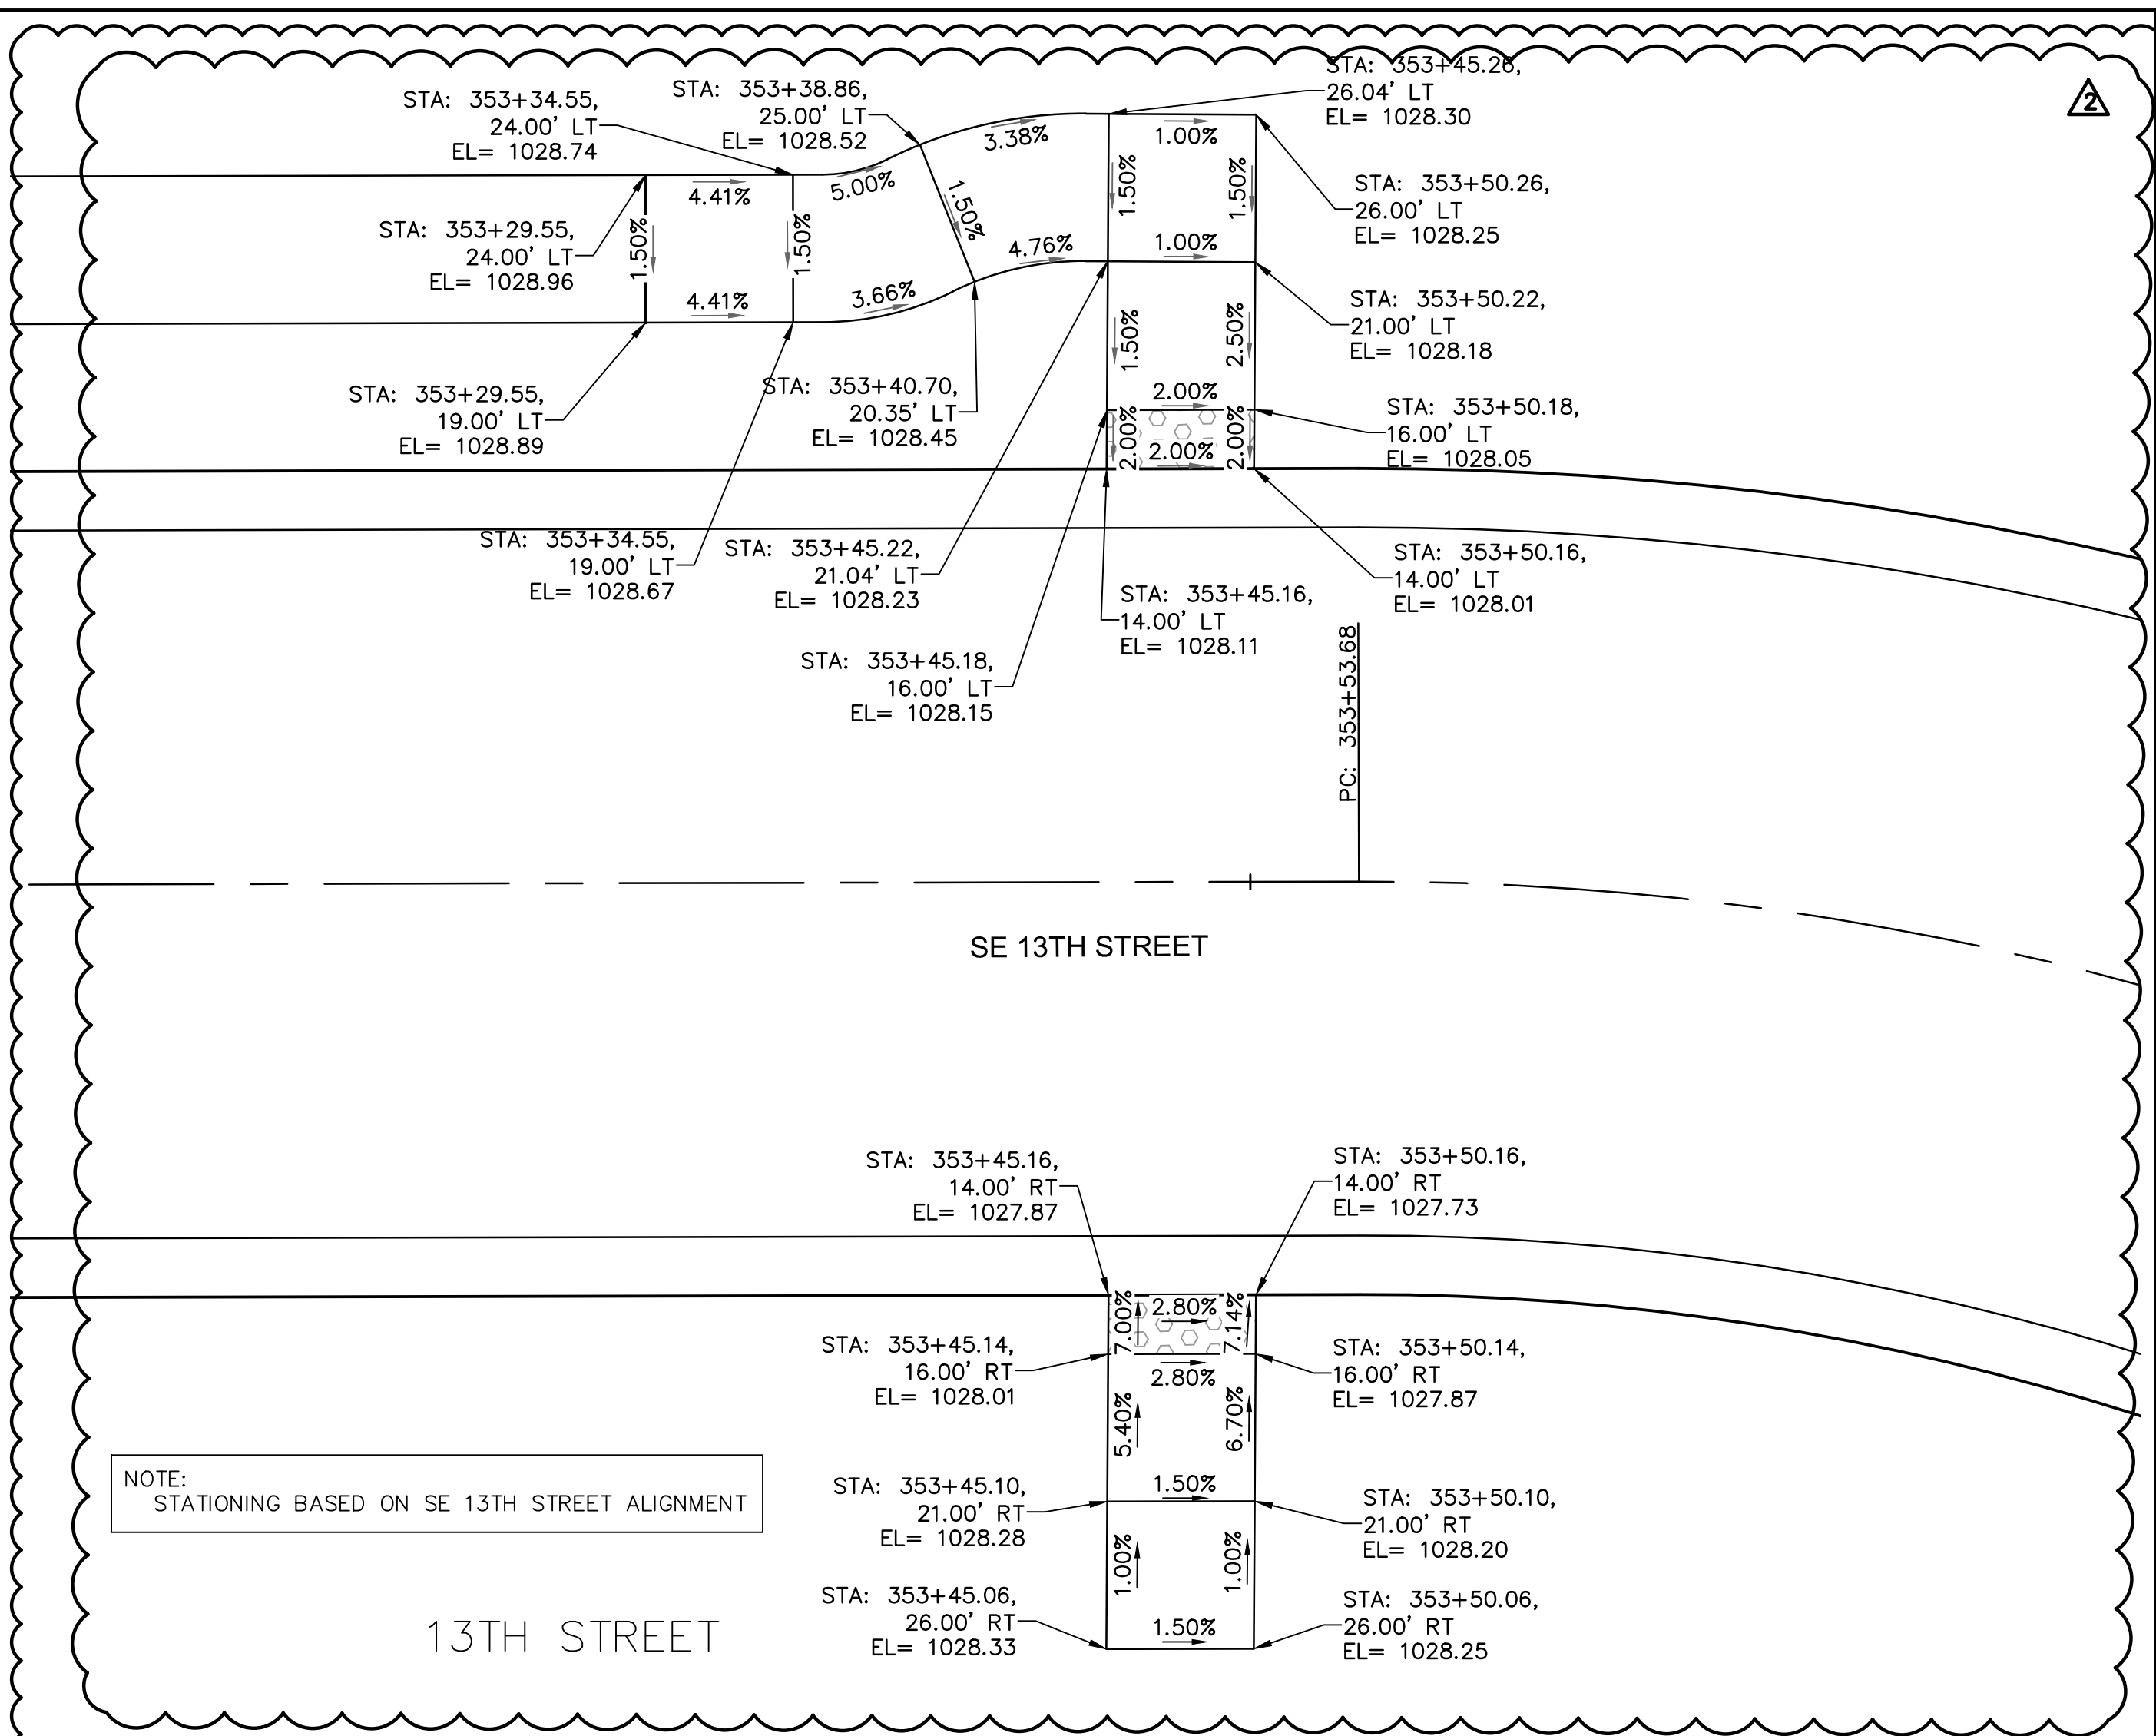 STA: 353+45.26,
26.04' LT
EL= 1028.30
2
STA: 353+38.86,
25.00' LT
EL= 1028.52
STA: 353+34.55,
24.00' LT
EL= 1028.74
3.38%
1.00%
4.41%
5.00%
1.50%
1.50%
1.50%
STA: 353+50.26,
26.00' LT
EL= 1028.25
STA: 353+29.55,
24.00' LT
EL= 1028.96
1.50%
1.50%
4.76%
1.00%
4.41%
3.66%
STA: 353+50.22,
21.00' LT
EL= 1028.18
1.50%
2.50%
STA: 353+29.55,
19.00' LT
EL= 1028.89
STA: 353+40.70,
20.35' LT
EL= 1028.45
2.00%
2.00%
2.00%
2.00%
STA: 353+50.18,
16.00' LT
EL= 1028.05
STA: 353+34.55,
19.00' LT
EL= 1028.67
STA: 353+45.22,
21.04' LT
EL= 1028.23
STA: 353+50.16,
14.00' LT
EL= 1028.01
STA: 353+45.16,
14.00' LT
EL= 1028.11
STA: 353+45.18,
16.00' LT
EL= 1028.15
PC: 353+53.68
SE 13TH STREET
STA: 353+45.16,
14.00' RT
EL= 1027.87
STA: 353+50.16,
14.00' RT
EL= 1027.73
7.00%
2.80%
7.14%
STA: 353+45.14,
16.00' RT
EL= 1028.01
2.80%
STA: 353+50.14,
16.00' RT
EL= 1027.87
5.40%
6.70%
NOTE:
STATIONING BASED ON SE 13TH STREET ALIGNMENT
STA: 353+45.10,
21.00' RT
EL= 1028.28
1.50%
STA: 353+50.10,
21.00' RT
EL= 1028.20
1.00%
1.00%
STA: 353+45.06,
26.00' RT
EL= 1028.33
1.50%
STA: 353+50.06,
26.00' RT
EL= 1028.25
13TH STREET